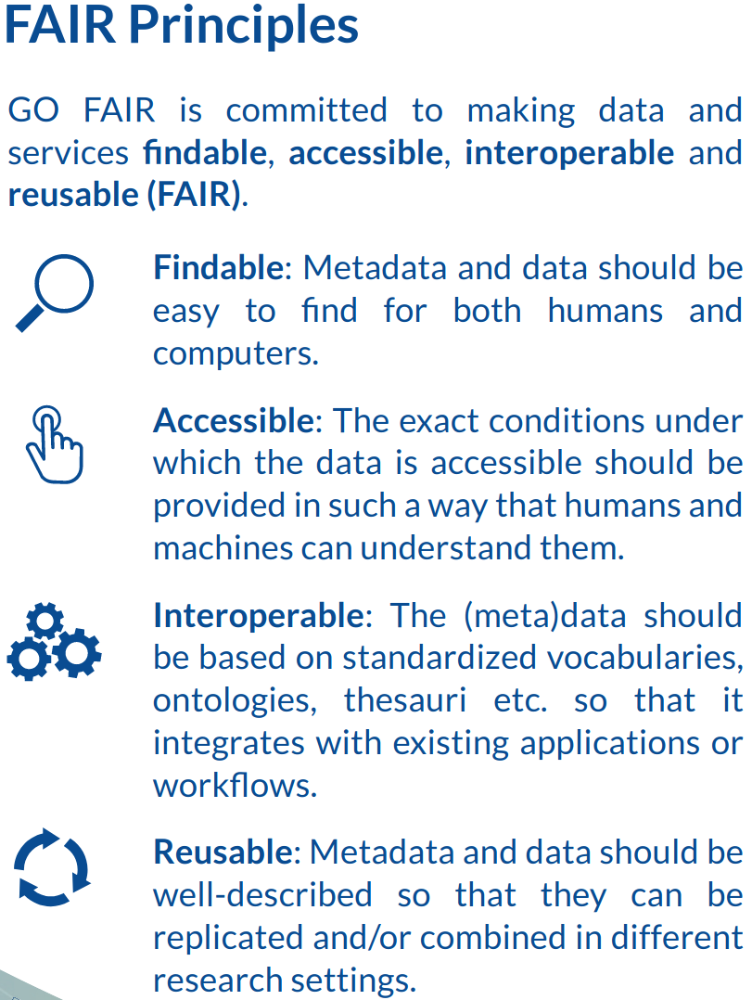 FAIR Principles
GO FAIR is committed to making data and
services findable, accessible, interoperable and
reusable (FAIR).
Findable: Metadata and data should be
easy to find for both humans and
computers.
Accessible: The exact conditions under
which the data is accessible should be
provided in such a way that humans and
machines can understand them.
Interoperable: The (meta)data should
be based on standardized vocabularies,
ontologies, thesauri etc. so that it
integrates with existing applications or
workflows.
Reusable: Metadata and data should be
well-described so that they can be
replicated and/or combined in different
research settings.